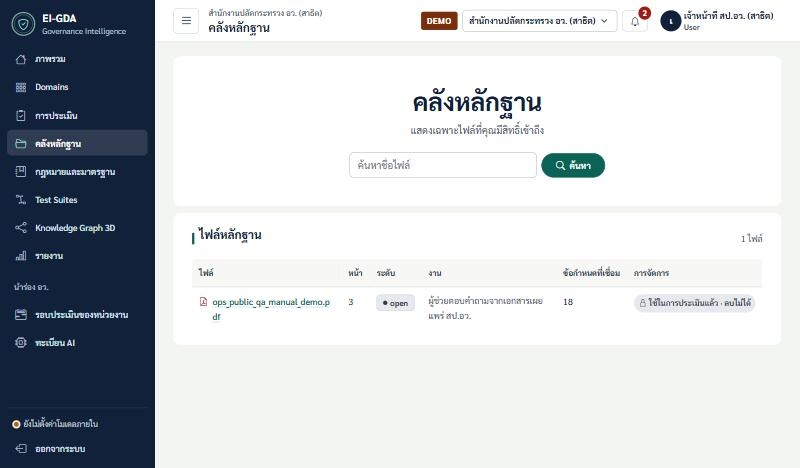 EI-GDA
Governance Intelligence
ภาพรวม
Domains
การประเมิน
คลังหลักฐาน
กฎหมายและมาตรฐาน
Test Suites
Knowledge Graph 3D
รายงาน
นำร่อง อว.
รอบประเมินของหน่วยงาน
ทะเบียน AI
ยังไม่ตั้งค่าโมเดลภายใน
ออกจากระบบ
สำนักงานปลัดกระทรวง อว. (สาธิต)
คลังหลักฐาน
DEMO
สำนักงานปลัดกระทรวง อว. (สาธิต)
2
เ
เจ้าหน้าที่ สป.อว. (สาธิต)
User
คลังหลักฐาน
แสดงเฉพาะไฟล์ที่คุณมีสิทธิ์เข้าถึง
ค้นหาชื่อไฟล์
ค้นหา
ไฟล์หลักฐาน
1 ไฟล์
ไฟล์ หน้า ระดับ งาน ข้อกำหนดที่เชื่อม การจัดการ
ops_public_qa_manual_demo.p
df
3
open
ผู้ช่วยตอบคำถามจากเอกสารเผย
แพร่ สป.อว.
18
ใช้ในการประเมินแล้ว · ลบไม่ได้